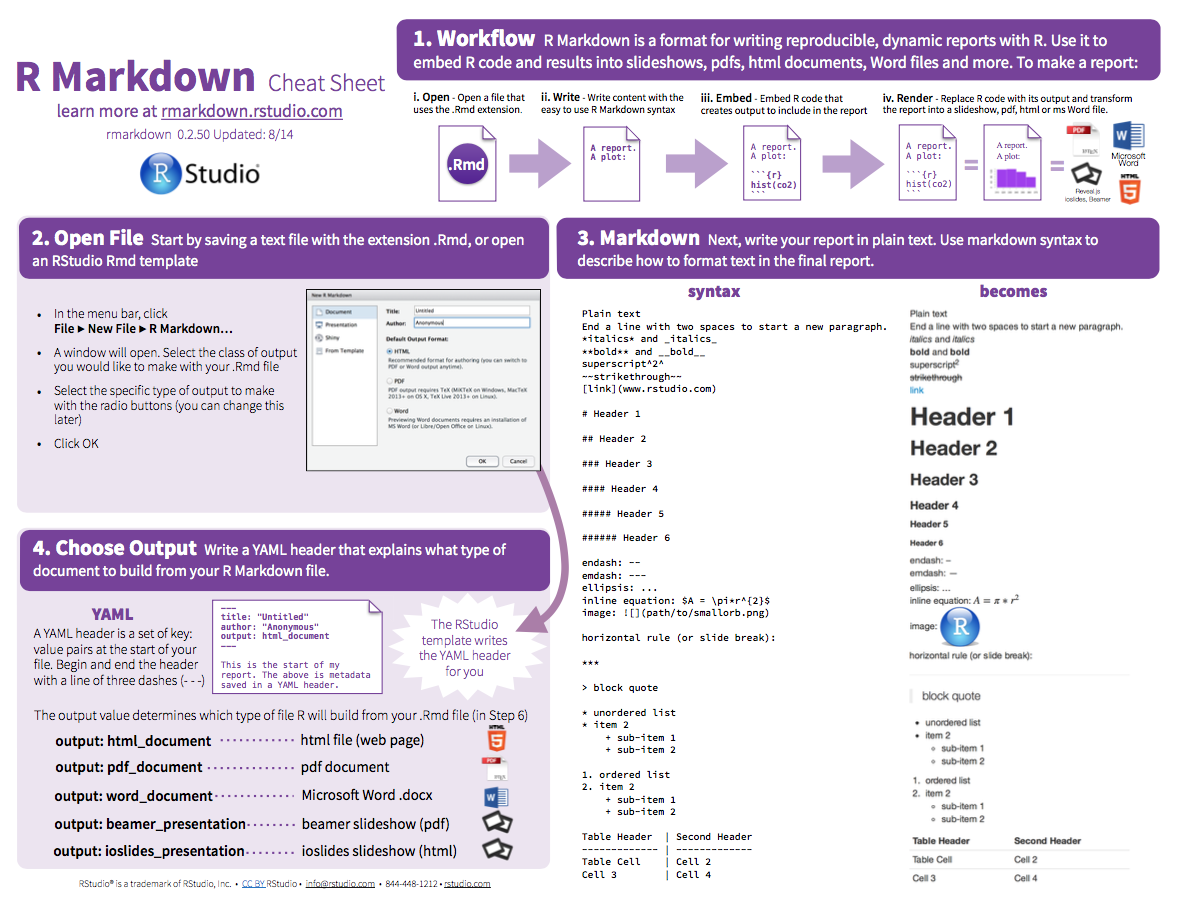 R Markdown Cheat Sheet
learn more at rmarkdown.rstudio.com
rmarkdown 0.2.50 Updated: 8/14
R Studio®
1. Workflow R Markdown is a format for writing reproducible, dynamic reports with R. Use it to
embed R code and results into slideshows, pdfs, html documents, Word files and more. To make a report:
i. Open - Open a file that
uses the .Rmd extension.
ii. Write - Write content with the
easy to use R Markdown syntax
iii. Embed - Embed R code that
creates output to include in the report
iv. Render - Replace R code with its output and transform
the report into a slideshow, pdf, html or ms Word file.
.Rmd
A report.
A plot:
A report.
A plot:
```{r}
hist(co2)
```
A report.
A plot:
```{r}
hist(co2)
```
=
A report.
A plot:
=
PDF
Microsoft
Word
Reveal.js
ioslides, Beamer
HTML
5
2. Open File Start by saving a text file with the extension .Rmd, or open
an RStudio Rmd template
• In the menu bar, click
File ▸ New File ▸ R Markdown…
• A window will open. Select the class of output
you would like to make with your .Rmd file
• Select the specific type of output to make
with the radio buttons (you can change this
later)
• Click OK
New R Markdown
Document
Presentation
Shiny
From Template
Title: Untitled
Author: Anonymous
Default Output Format:
HTML
Recommended format for authoring (you can switch to
PDF or Word output anytime).
PDF
PDF output requires TeX (MiKTeX on Windows, MacTeX
2013+ on OS X, TeX Live 2013+ on Linux).
Word
Previewing Word documents requires an installation of
MS Word (or Libre/Open Office on Linux).
OK Cancel
3. Markdown Next, write your report in plain text. Use markdown syntax to
describe how to format text in the final report.
syntax
Plain text
End a line with two spaces to start a new paragraph.
*italics* and _italics_
**bold** and __bold__
superscript^2^
~~strikethrough~~
[link](www.rstudio.com)
# Header 1
## Header 2
### Header 3
#### Header 4
##### Header 5
###### Header 6
endash: --
emdash: ---
ellipsis: ...
inline equation: $A = \pi*r^{2}$
image: ![](path/to/smallorb.png)
horizontal rule (or slide break):
***
> block quote
* unordered list
* item 2
+ sub-item 1
+ sub-item 2
1. ordered list
2. item 2
+ sub-item 1
+ sub-item 2
Table Header | Second Header
------------- | -------------
Table Cell | Cell 2
Cell 3 | Cell 4
becomes
Plain text
End a line with two spaces to start a new paragraph.
italics and italics
bold and bold
superscript²
strikethrough
link
Header 1
Header 2
Header 3
Header 4
Header 5
Header 6
endash: –
emdash: —
ellipsis: …
inline equation: A = π * r²
image: R
horizontal rule (or slide break):
block quote
• unordered list
• item 2
◦ sub-item 1
◦ sub-item 2
1. ordered list
2. item 2
◦ sub-item 1
◦ sub-item 2
Table Header Second Header
Table Cell Cell 2
Cell 3 Cell 4
4. Choose Output Write a YAML header that explains what type of
document to build from your R Markdown file.
YAML
A YAML header is a set of key:
value pairs at the start of your
file. Begin and end the header
with a line of three dashes (- - -)
---
title: "Untitled"
author: "Anonymous"
output: html_document
---
This is the start of my
report. The above is metadata
saved in a YAML header.
The RStudio
template writes
the YAML header
for you
The output value determines which type of file R will build from your .Rmd file (in Step 6)
output: html_document ············ html file (web page)
HTML
5
output: pdf_document ·············· pdf document
PDF
output: word_document ············· Microsoft Word .docx
W
output: beamer_presentation ········ beamer slideshow (pdf)
output: ioslides_presentation ········ ioslides slideshow (html)
RStudio® is a trademark of RStudio, Inc. • CC BY RStudio • info@rstudio.com • 844-448-1212 • rstudio.com